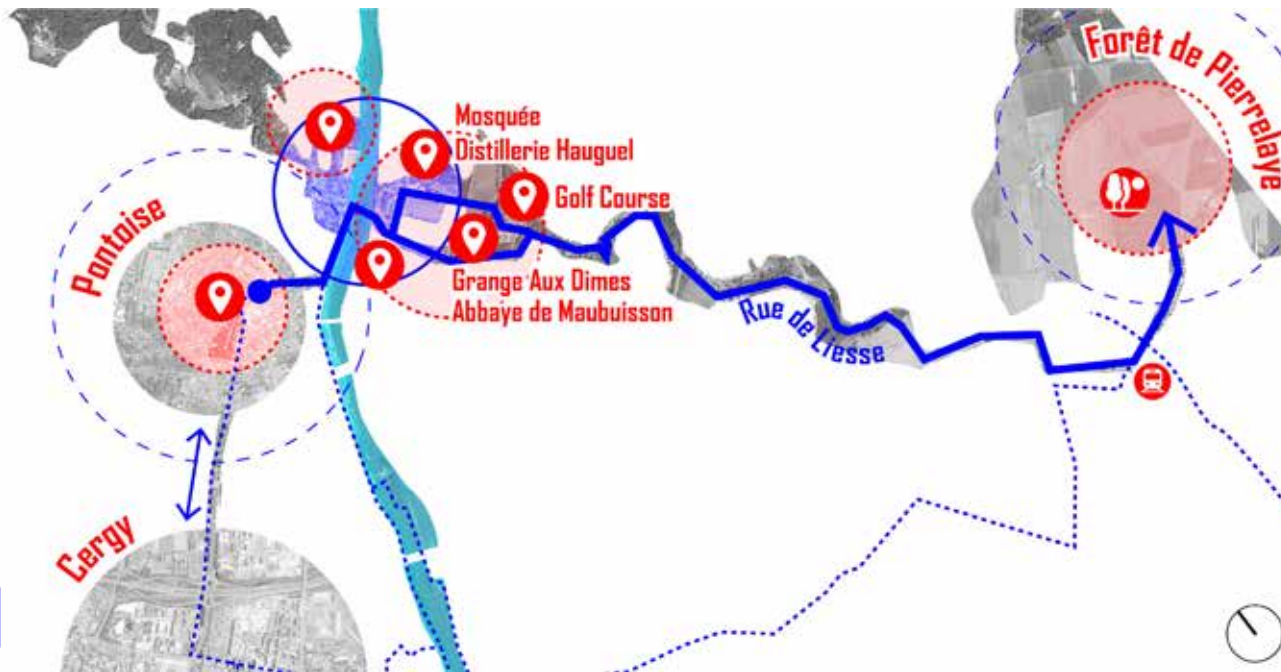 Forêt de Pierrelaye
Mosquée
Distillerie Hauguel
Golf Course
Pontoise
Grange Aux Dimes
Abbaye de Maubuisson
Rue de Liesse
Cergy